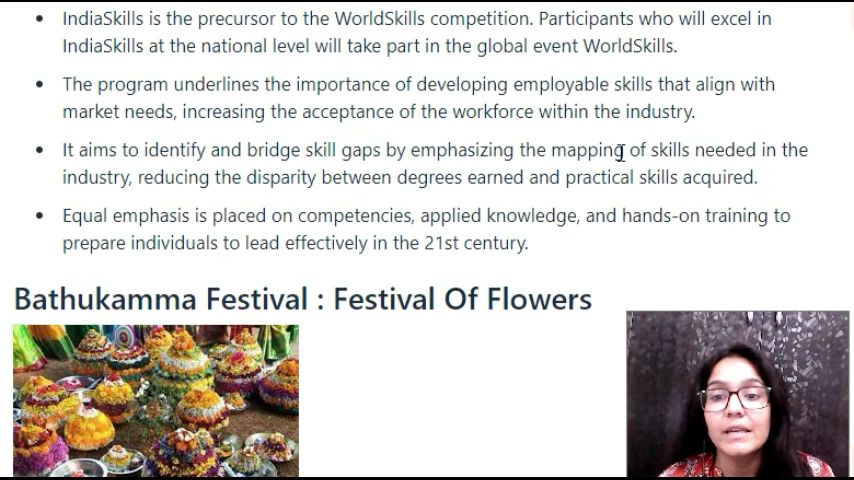 • IndiaSkills is the precursor to the WorldSkills competition. Participants who will excel in
IndiaSkills at the national level will take part in the global event WorldSkills.
• The program underlines the importance of developing employable skills that align with
market needs, increasing the acceptance of the workforce within the industry.
• It aims to identify and bridge skill gaps by emphasizing the mapping of skills needed in the
industry, reducing the disparity between degrees earned and practical skills acquired.
• Equal emphasis is placed on competencies, applied knowledge, and hands-on training to
prepare individuals to lead effectively in the 21st century.
Bathukamma Festival : Festival Of Flowers